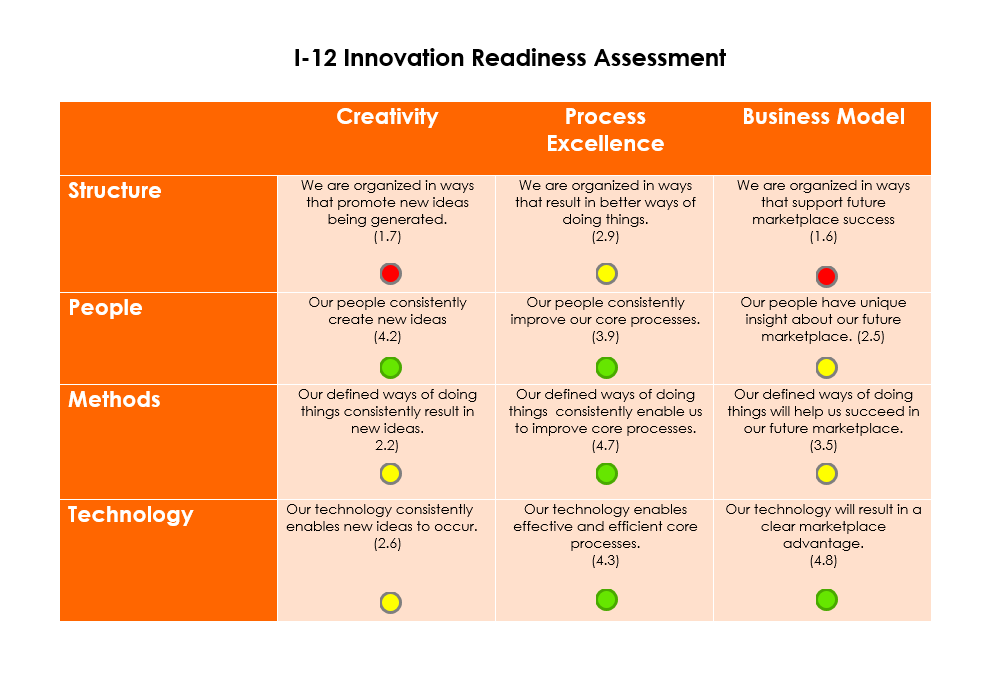 I-12 Innovation Readiness Assessment
Creativity
Process
Excellence
Business Model
Structure
We are organized in ways
that promote new ideas
being generated.
(1.7)
We are organized in ways
that result in better ways of
doing things.
(2.9)
We are organized in ways
that support future
marketplace success
(1.6)
People
Our people consistently
create new ideas
(4.2)
Our people consistently
improve our core processes.
(3.9)
Our people have unique
insight about our future
marketplace. (2.5)
Methods
Our defined ways of doing
things consistently result in
new ideas.
2.2)
Our defined ways of doing
things  consistently enable us
to improve core processes.
(4.7)
Our defined ways of doing
things will help us succeed in
our future marketplace.
(3.5)
Technology
Our technology consistently
enables new ideas to occur.
(2.6)
Our technology enables
effective and efficient core
processes.
(4.3)
Our technology will result in a
clear marketplace
advantage.
(4.8)